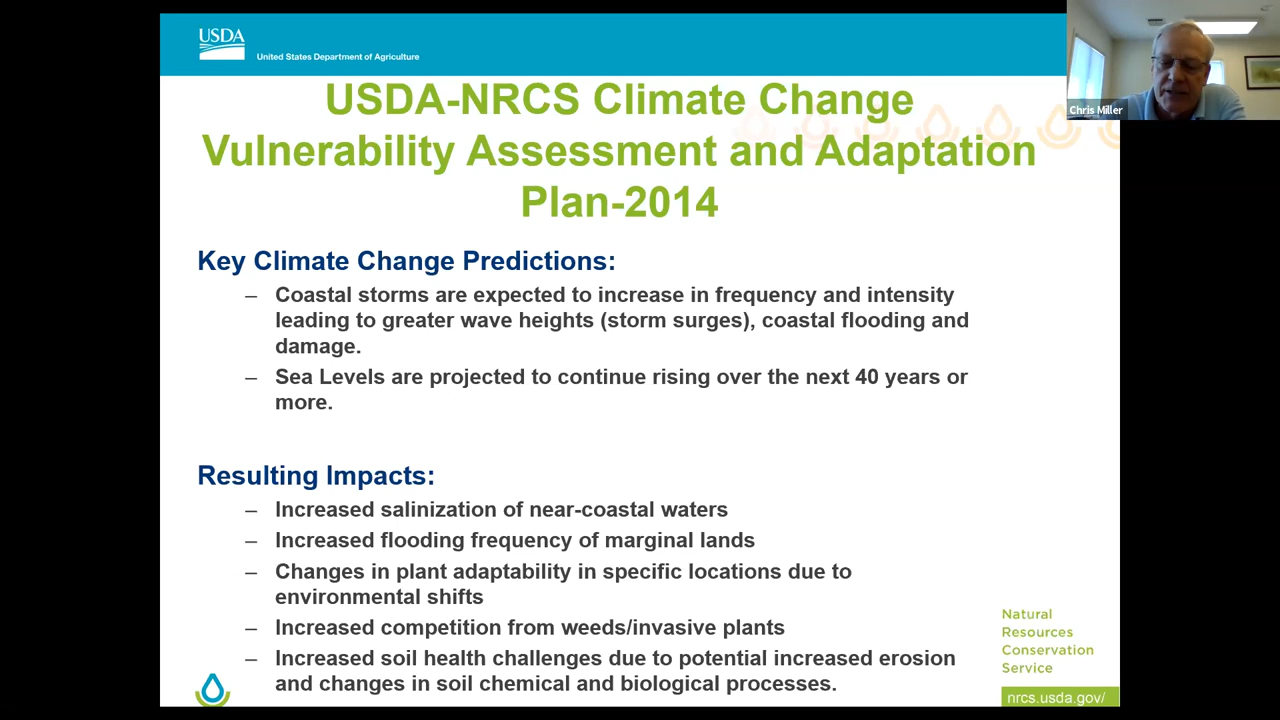 USDA
United States Department of Agriculture
Chris Miller
USDA-NRCS Climate Change
Vulnerability Assessment and Adaptation
Plan-2014
Key Climate Change Predictions:
– Coastal storms are expected to increase in frequency and intensity
leading to greater wave heights (storm surges), coastal flooding and
damage.
– Sea Levels are projected to continue rising over the next 40 years or
more.
Resulting Impacts:
– Increased salinization of near-coastal waters
– Increased flooding frequency of marginal lands
– Changes in plant adaptability in specific locations due to
environmental shifts
– Increased competition from weeds/invasive plants
– Increased soil health challenges due to potential increased erosion
and changes in soil chemical and biological processes.
Natural
Resources
Conservation
Service
nrcs.usda.gov/